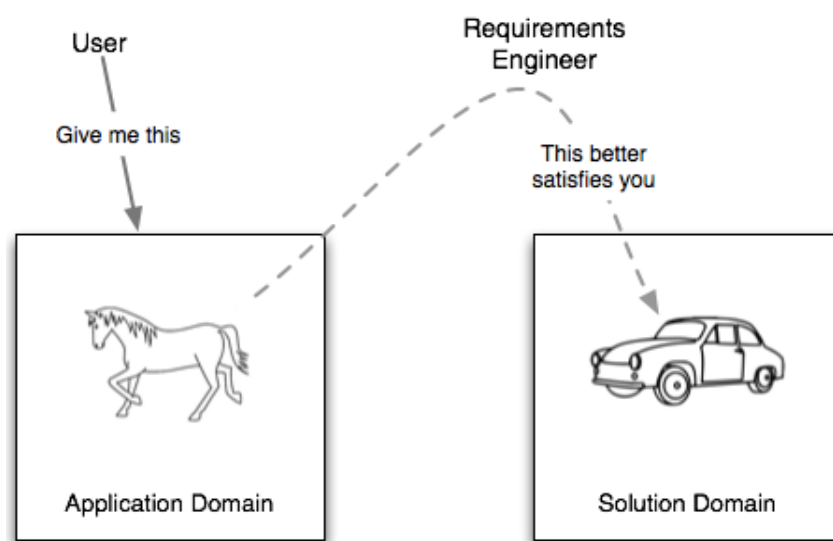 User
Requirements
Engineer
Give me this
This better
satisfies you
Application Domain
Solution Domain